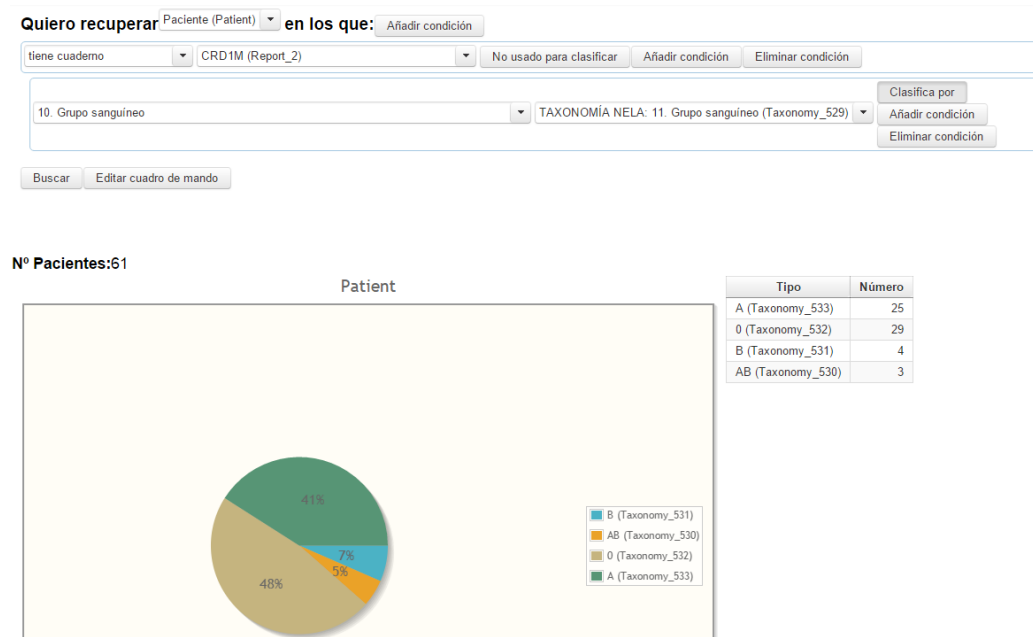 Quiero recuperar Paciente (Patient) en los que: Añadir condición
tiene cuaderno CRD1M (Report_2) No usado para clasificar Añadir condición Eliminar condición
Clasifica por
10. Grupo sanguíneo TAXONOMÍA NELA: 11. Grupo sanguíneo (Taxonomy_529) Añadir condición
Eliminar condición
Buscar Editar cuadro de mando
Nº Pacientes:61
Patient
Tipo Número
A (Taxonomy_533) 25
0 (Taxonomy_532) 29
B (Taxonomy_531) 4
AB (Taxonomy_530) 3
41%
7%
5%
48%
B (Taxonomy_531)
AB (Taxonomy_530)
0 (Taxonomy_532)
A (Taxonomy_533)